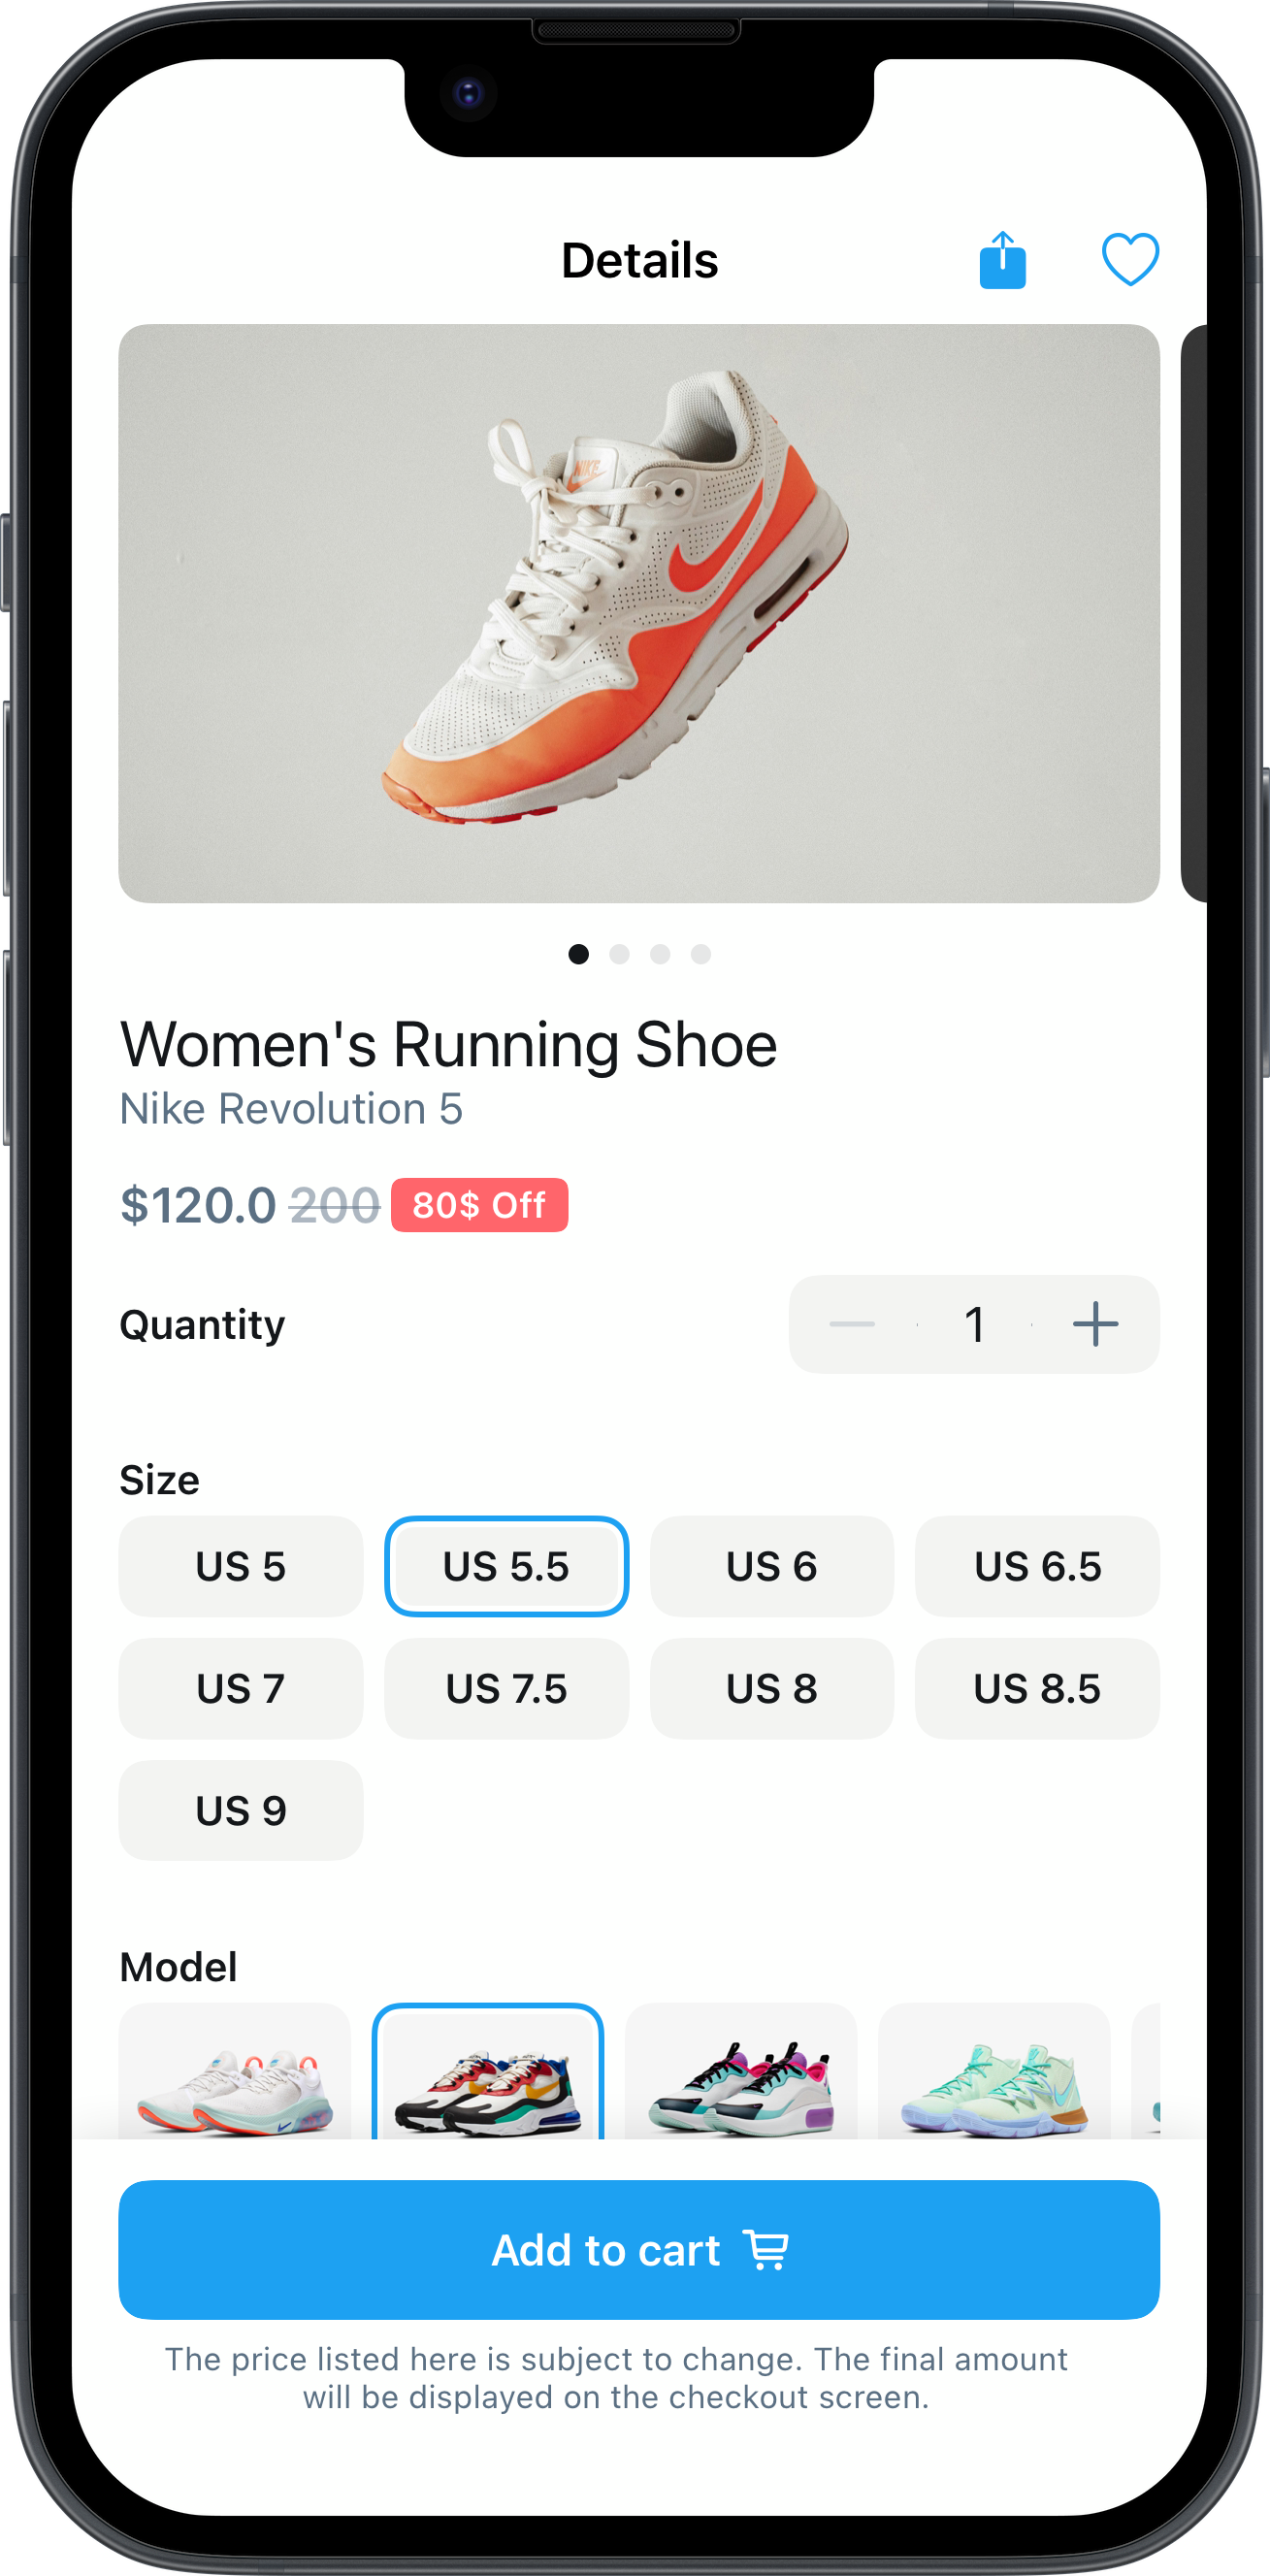 Details
NIKE
Women's Running Shoe
Nike Revolution 5
$120.0 200 80$ Off
Quantity 1
Size
US 5 US 5.5 US 6 US 6.5
US 7 US 7.5 US 8 US 8.5
US 9
Model
Add to cart
The price listed here is subject to change. The final amount
will be displayed on the checkout screen.